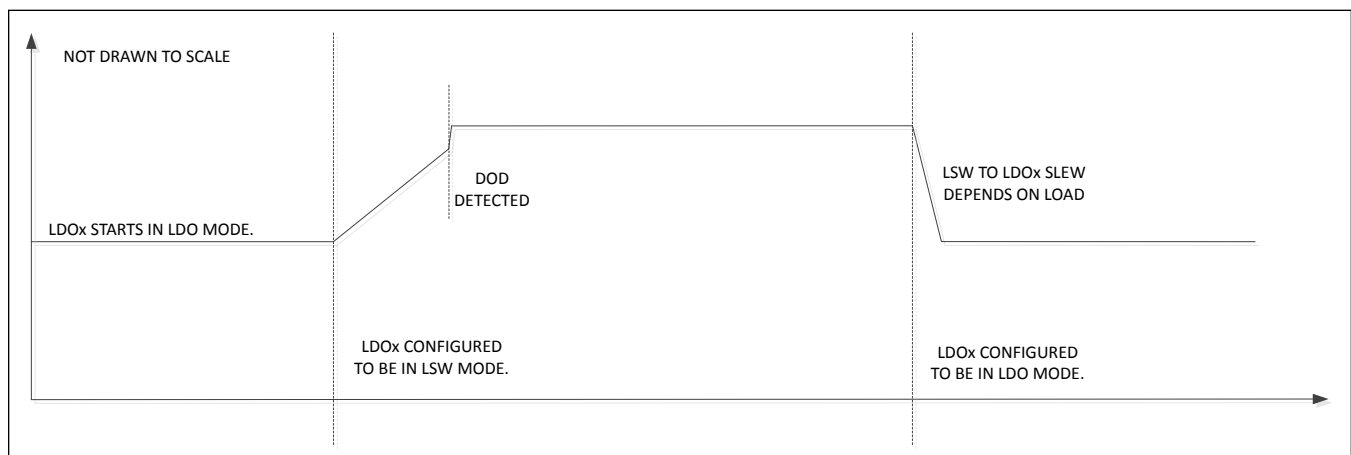 NOT DRAWN TO SCALE
DOD
DETECTED
LSW TO LDOx SLEW
DEPENDS ON LOAD
LDOx STARTS IN LDO MODE.
LDOx CONFIGURED
TO BE IN LSW MODE.
LDOx CONFIGURED
TO BE IN LDO MODE.